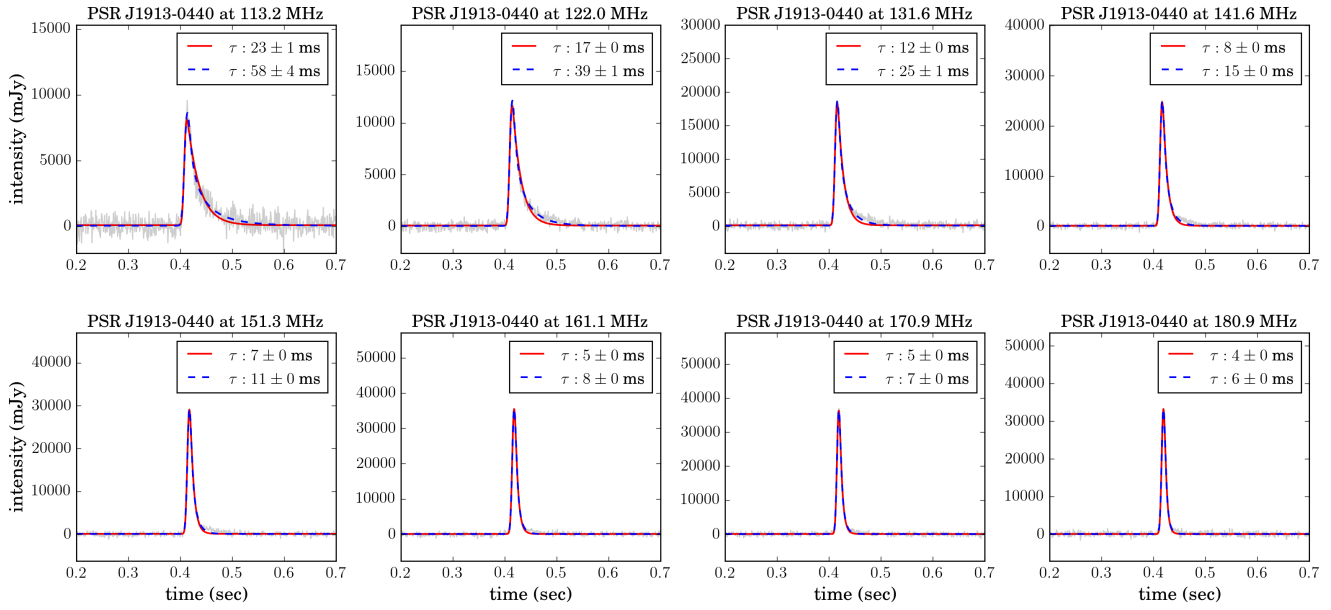 PSR J1913-0440 at 113.2 MHz
PSR J1913-0440 at 122.0 MHz
PSR J1913-0440 at 131.6 MHz
PSR J1913-0440 at 141.6 MHz
intensity (mJy)
15000
10000
5000
0
τ : 23 ± 1 ms
τ : 58 ± 4 ms
0.2 0.3 0.4 0.5 0.6 0.7
15000
10000
5000
0
τ : 17 ± 0 ms
τ : 39 ± 1 ms
0.2 0.3 0.4 0.5 0.6 0.7
30000
25000
20000
15000
10000
5000
0
τ : 12 ± 0 ms
τ : 25 ± 1 ms
0.2 0.3 0.4 0.5 0.6 0.7
40000
30000
20000
10000
0
τ : 8 ± 0 ms
τ : 15 ± 0 ms
0.2 0.3 0.4 0.5 0.6 0.7
PSR J1913-0440 at 151.3 MHz
PSR J1913-0440 at 161.1 MHz
PSR J1913-0440 at 170.9 MHz
PSR J1913-0440 at 180.9 MHz
intensity (mJy)
40000
30000
20000
10000
0
τ : 7 ± 0 ms
τ : 11 ± 0 ms
0.2 0.3 0.4 0.5 0.6 0.7
time (sec)
50000
40000
30000
20000
10000
0
τ : 5 ± 0 ms
τ : 8 ± 0 ms
0.2 0.3 0.4 0.5 0.6 0.7
time (sec)
50000
40000
30000
20000
10000
0
τ : 5 ± 0 ms
τ : 7 ± 0 ms
0.2 0.3 0.4 0.5 0.6 0.7
time (sec)
50000
40000
30000
20000
10000
0
τ : 4 ± 0 ms
τ : 6 ± 0 ms
0.2 0.3 0.4 0.5 0.6 0.7
time (sec)